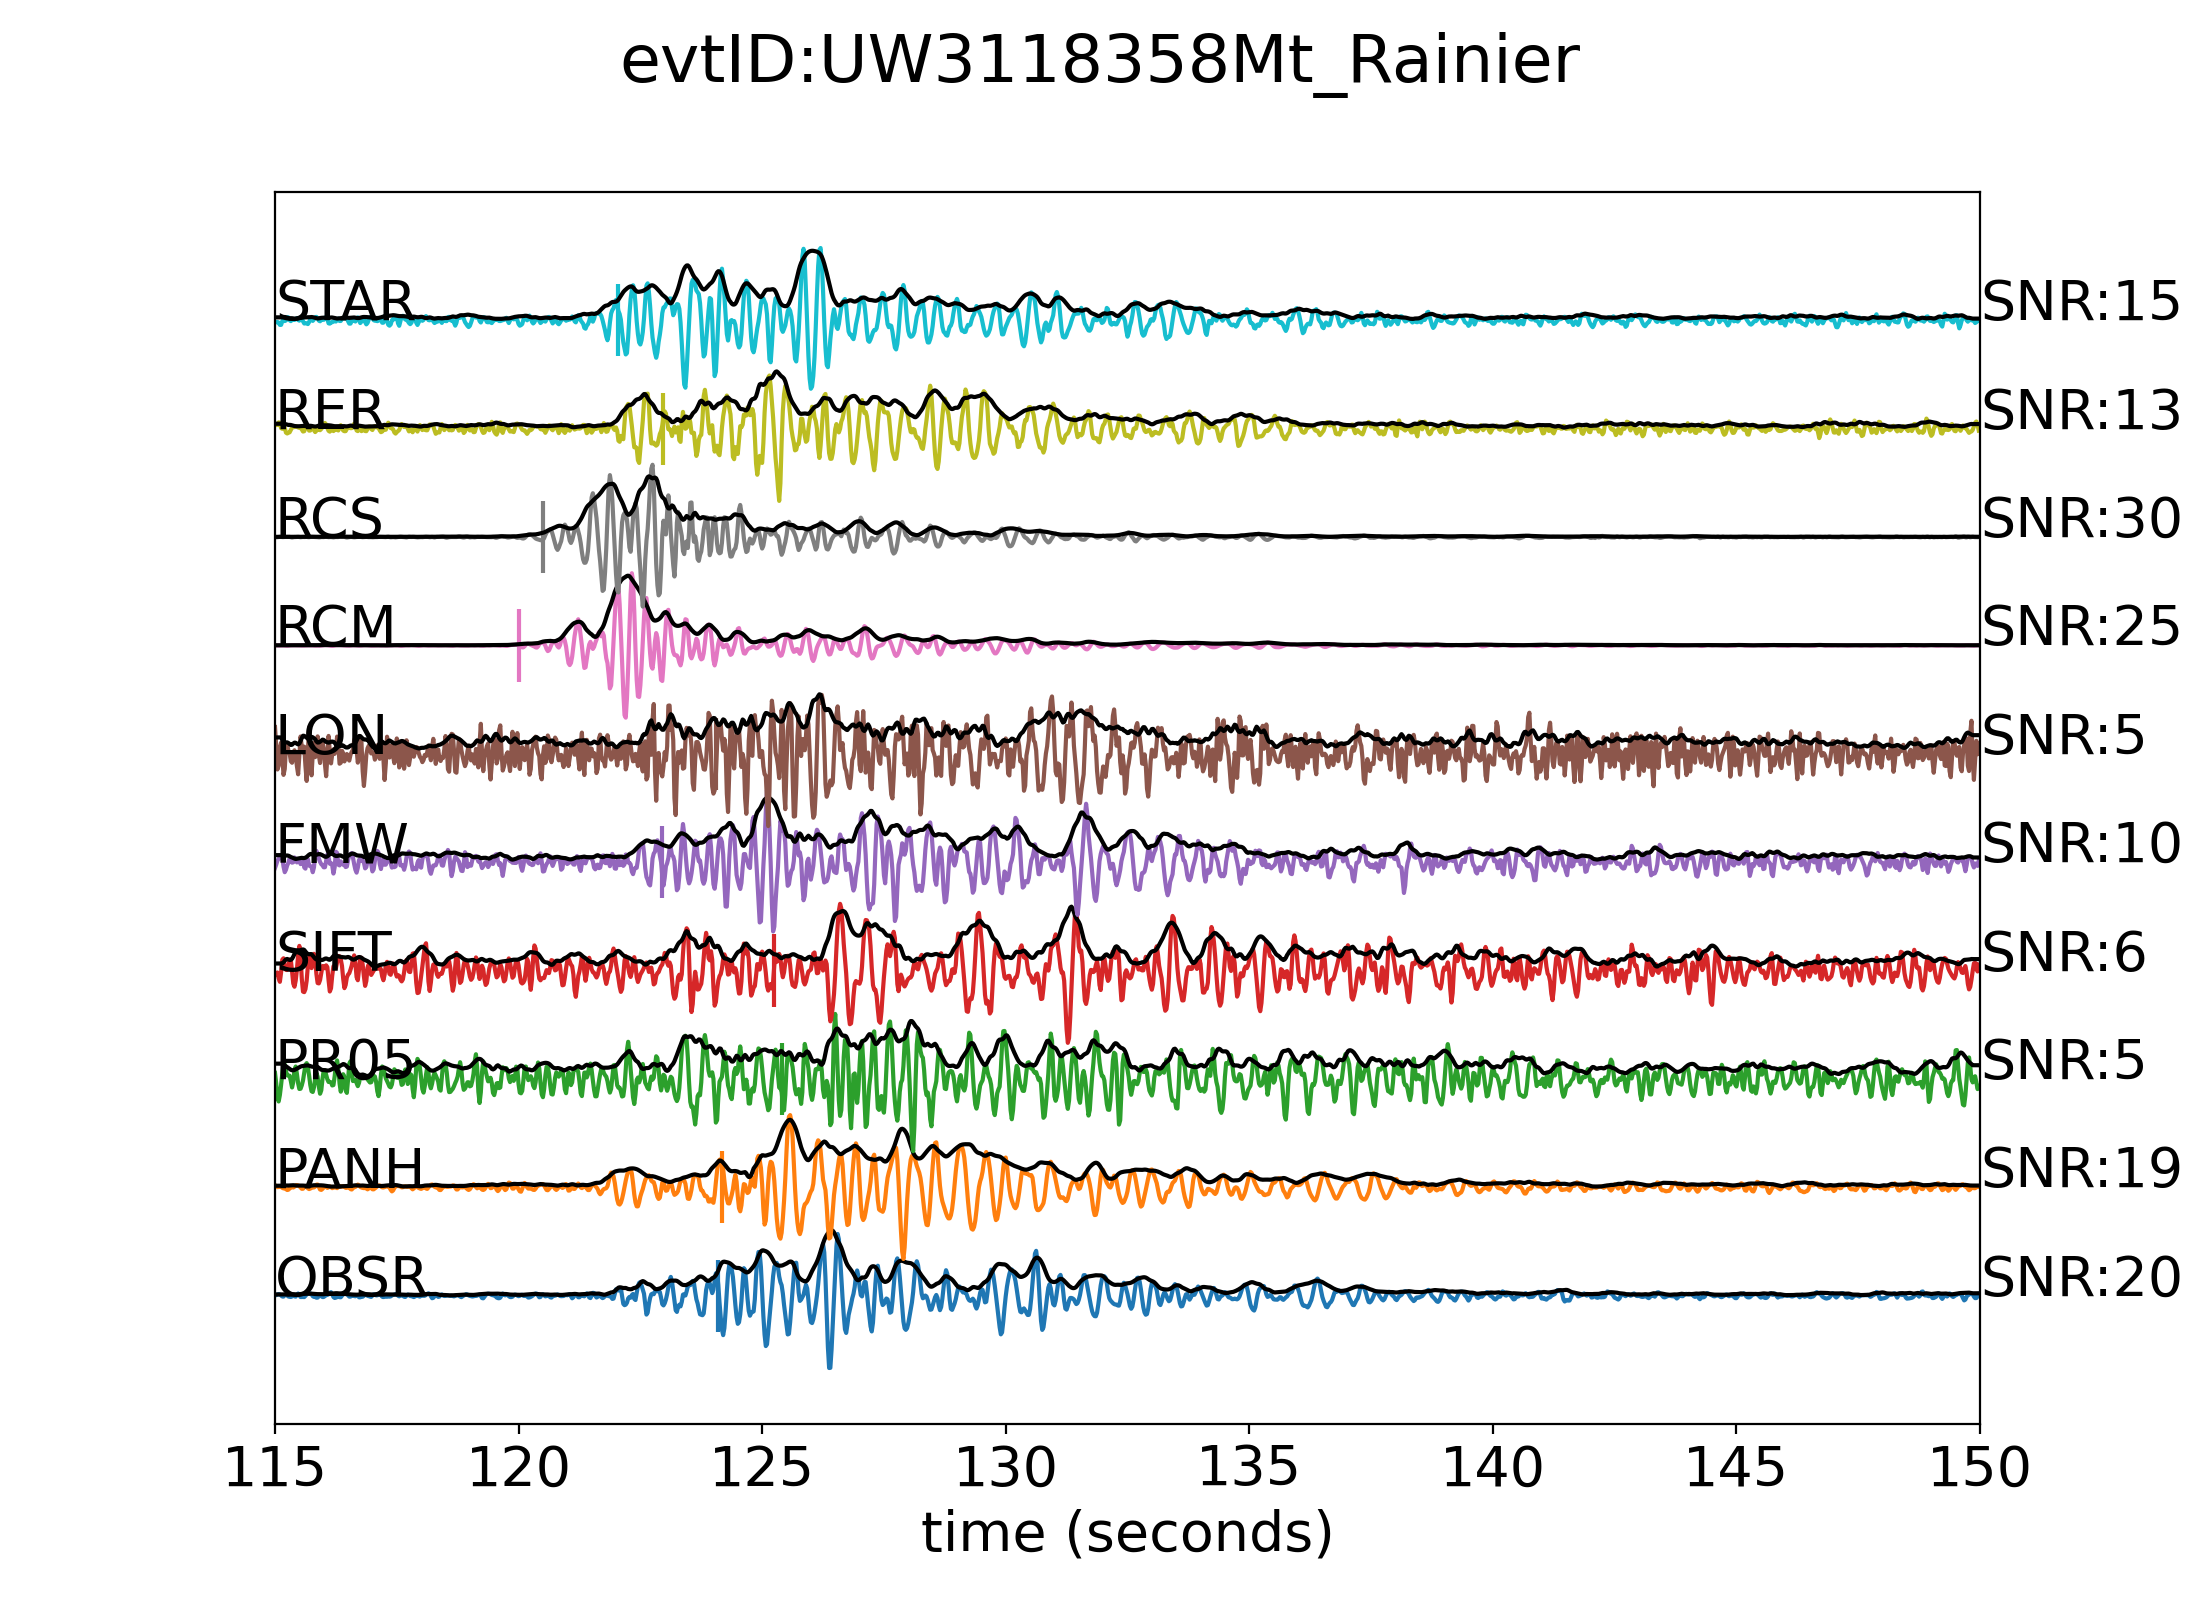 evtID:UW3118358Mt_Rainier
STAR SNR:15
RER SNR:13
RCS SNR:30
RCM SNR:25
LON SNR:5
FMW SNR:10
SIFT SNR:6
PR05 SNR:5
PANH SNR:19
OBSR SNR:20
115 120 125 130 135 140 145 150
time (seconds)